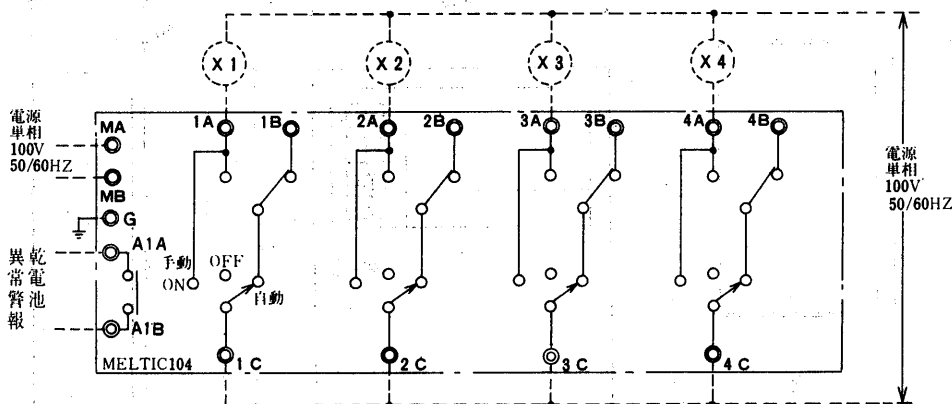 X 1
X 2
X 3
X 4
電源
単相
100V
50/60HZ
MA
MB
G
A1A
A1B
乾電池
異常警報
1A
1B
2A
2B
3A
3B
4A
4B
手動
ON
OFF
自動
MELTIC104
1 C
2 C
3 C
4 C
電源
単相
100V
50/60HZ